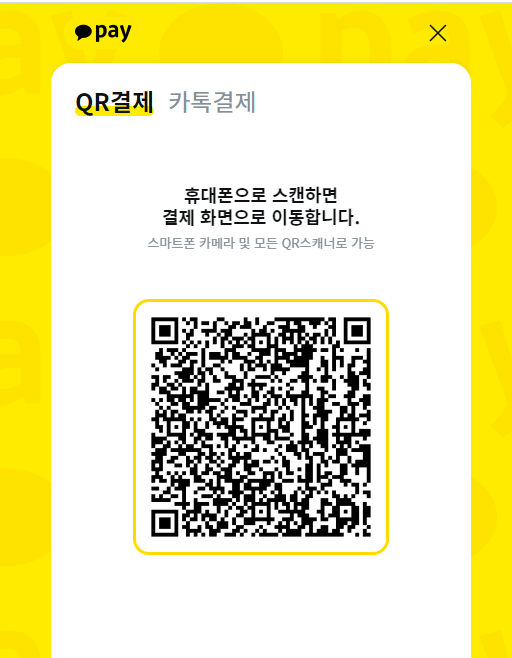 pay
QR결제 카톡결제
휴대폰으로 스캔하면
결제 화면으로 이동합니다.
스마트폰 카메라 및 모든 QR스캐너로 가능